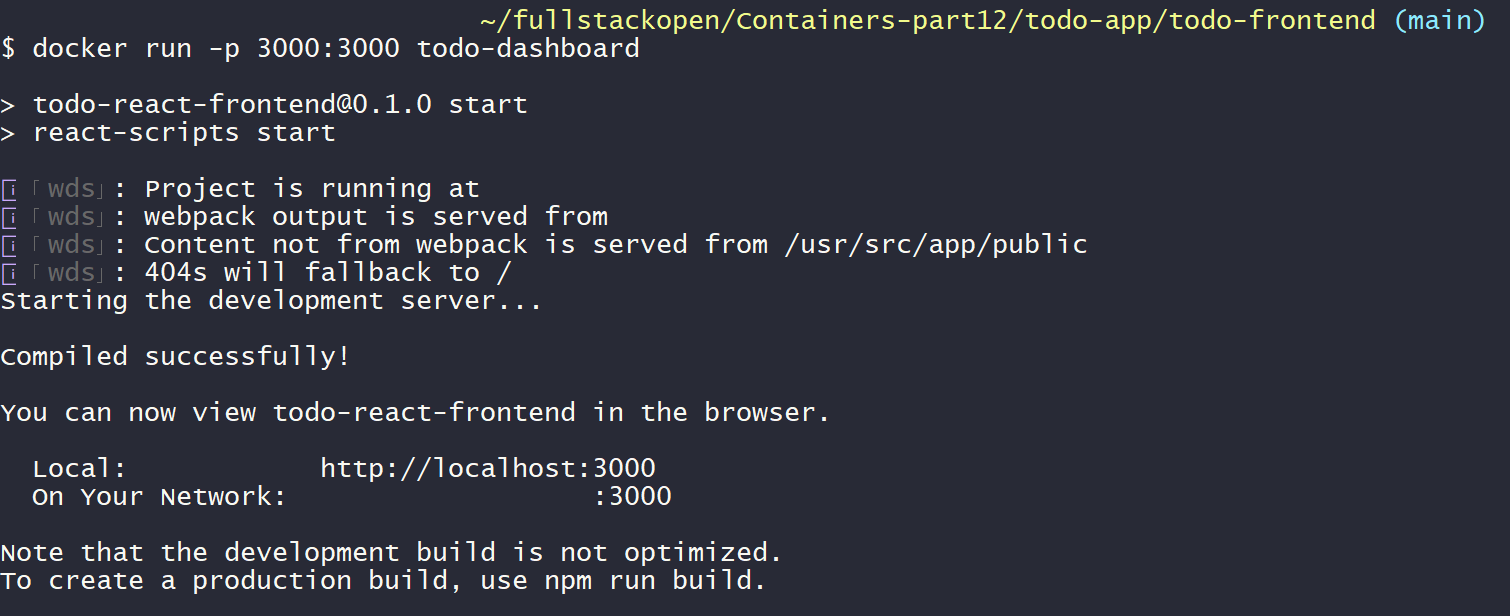 ~/fullstackopen/Containers-part12/todo-app/todo-frontend (main)
$ docker run -p 3000:3000 todo-dashboard
> todo-react-frontend@0.1.0 start
> react-scripts start
i 「wds」: Project is running at
i 「wds」: webpack output is served from
i 「wds」: Content not from webpack is served from /usr/src/app/public
i 「wds」: 404s will fallback to /
Starting the development server...
Compiled successfully!
You can now view todo-react-frontend in the browser.
Local: http://localhost:3000
On Your Network: :3000
Note that the development build is not optimized.
To create a production build, use npm run build.